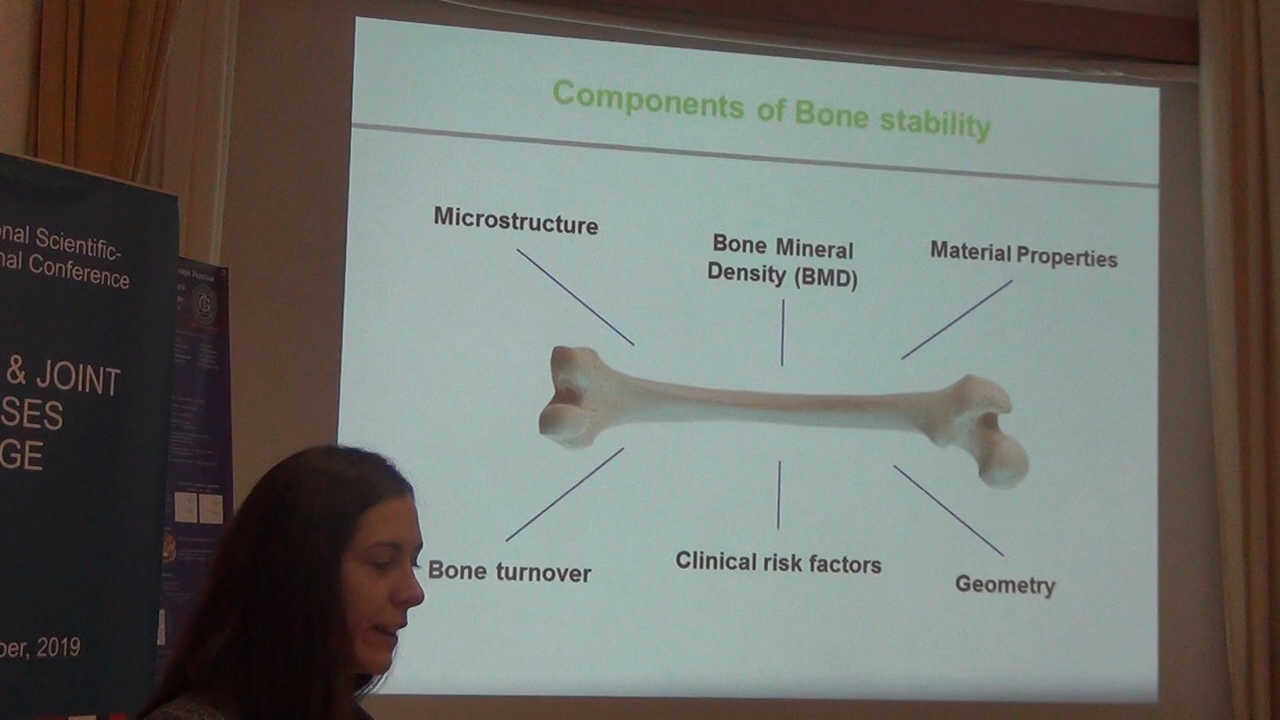 Components of Bone stability
Microstructure
Bone Mineral
Density (BMD)
Material Properties
Bone turnover
Clinical risk factors
Geometry
nal Scientific-
nal Conference
& JOINT
SES
GE
ber, 2019